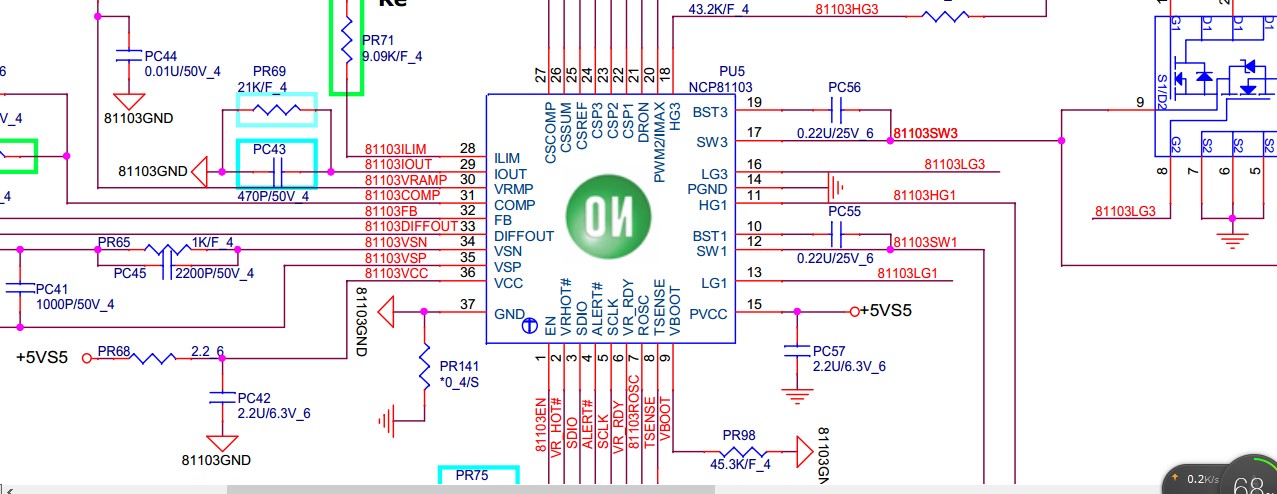 Re
43.2K/F_4
81103HG3
PR71
9.09K/F_4
PC44
0.01U/50V_4
81103GND
PR69
21K/F_4
PC43
470P/50V_4
81103GND
V_4
27
26
25
24
23
22
21
20
18
PU5
NCP81103
CSCOMP
CSSUM
CSREF
CSP3
CSP2
CSP1
DRON
PWM2/IMAX
HG3
81103ILIM 28 ILIM
81103IOUT 29 IOUT
81103VRAMP 30 VRMP
81103COMP 31 COMP
81103FB 32 FB
81103DIFFOUT 33 DIFFOUT
81103VSN 34 VSN
81103VSP 35 VSP
81103VCC 36 VCC
37 GND
ON
BST3 19
SW3 17
LG3 16
PGND 14
HG1 11
BST1 10
SW1 12
LG1 13
PVCC 15
PC56
0.22U/25V_6
81103SW3
81103LG3
81103HG1
PC55
0.22U/25V_6
81103SW1
81103LG1
+5VS5
PC57
2.2U/6.3V_6
EN
VRHOT#
SDIO
ALERT#
SCLK
VR_RDY
ROSC
TSENSE
VBOOT
1
2
3
4
5
6
7
8
9
81103EN
VR_HOT#
SDIO
ALERT#
SCLK
VR_RDY
81103ROSC
TSENSE
VBOOT
PR98
45.3K/F_4
PR65
1K/F_4
PC45
2200P/50V_4
PC41
1000P/50V_4
+5VS5
PR68
2.2_6
PC42
2.2U/6.3V_6
81103GND
81103GND
PR141
*0_4/S
PR75
G1
D1
D1
D1
S1/D2
9
G2
S2
S2
S2
8
7
6
5
81103LG3
0.2K/s
68